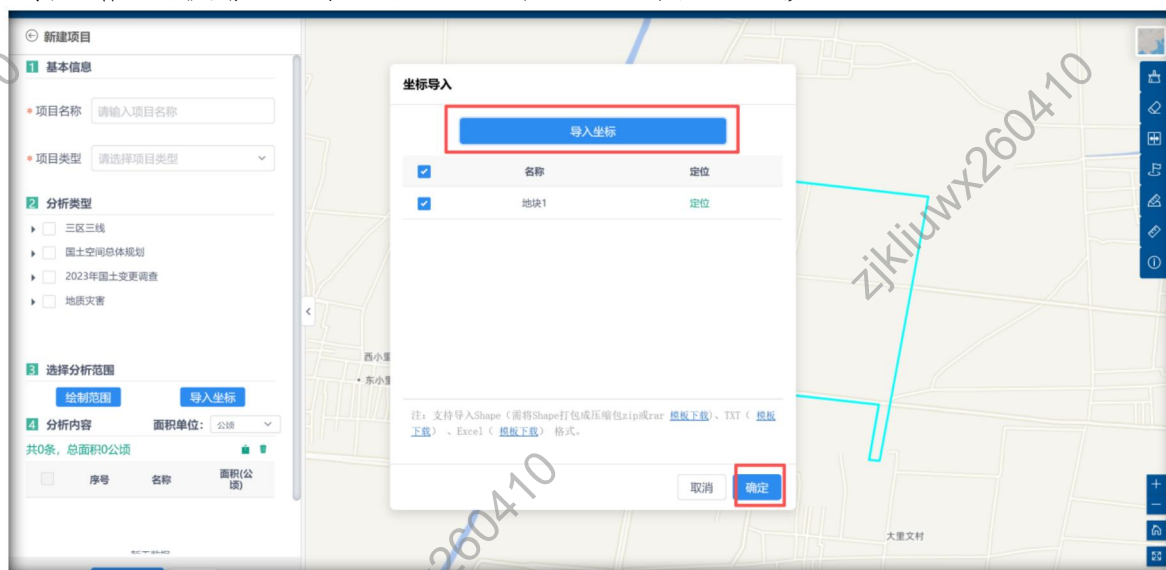 新建项目
1 基本信息
* 项目名称 请输入项目名称
* 项目类型 请选择项目类型
2 分析类型
三区三线
国土空间总体规划
2023年国土变更调查
地质灾害
3 选择分析范围
绘制范围 导入坐标
4 分析内容 面积单位： 公顷
共0条，总面积0公顷
序号 名称 面积(公顷)
坐标导入
导入坐标
名称 定位
地块1 定位
注：支持导入Shape（需将Shape打包成压缩包zip或rar 模板下载）、TXT（ 模板
下载） 、Excel（ 模板下载） 格式。
取消 确定
西小里
东小里
大里文村
zjkliuwx260410
260410